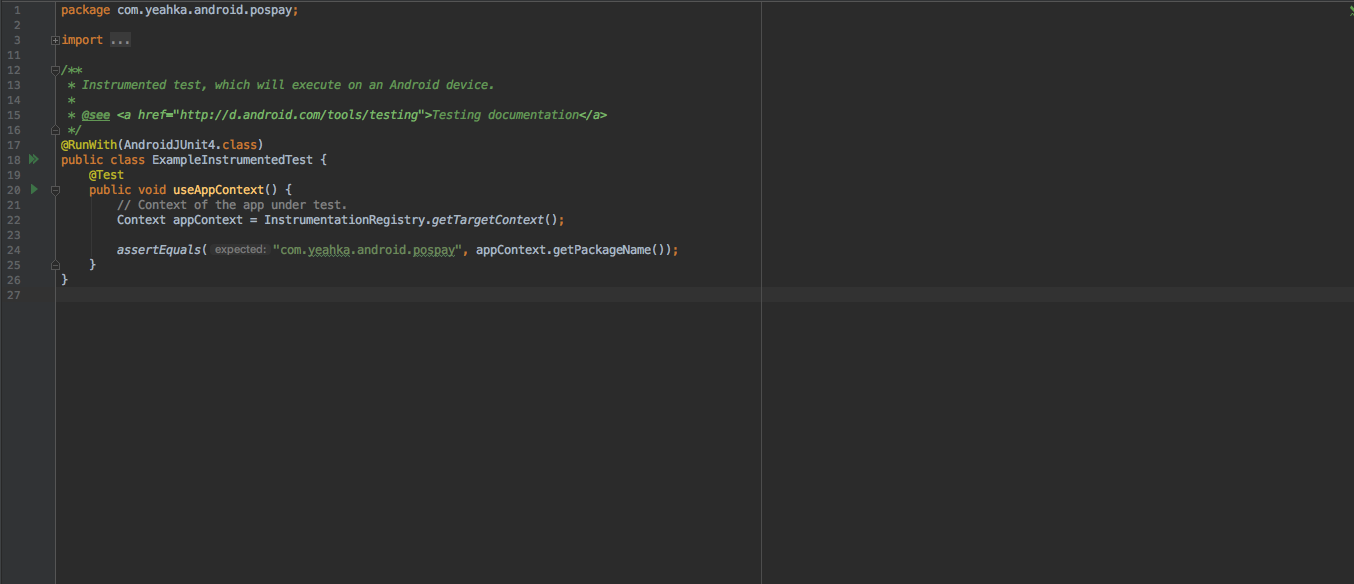 1 package com.yeahka.android.pospay;
2
3 import ...
11
12 /**
13 * Instrumented test, which will execute on an Android device.
14 *
15 * @see <a href="http://d.android.com/tools/testing">Testing documentation</a>
16 */
17 @RunWith(AndroidJUnit4.class)
18 public class ExampleInstrumentedTest {
19 @Test
20 public void useAppContext() {
21 // Context of the app under test.
22 Context appContext = InstrumentationRegistry.getTargetContext();
23
24 assertEquals( expected: "com.yeahka.android.pospay", appContext.getPackageName());
25 }
26 }
27